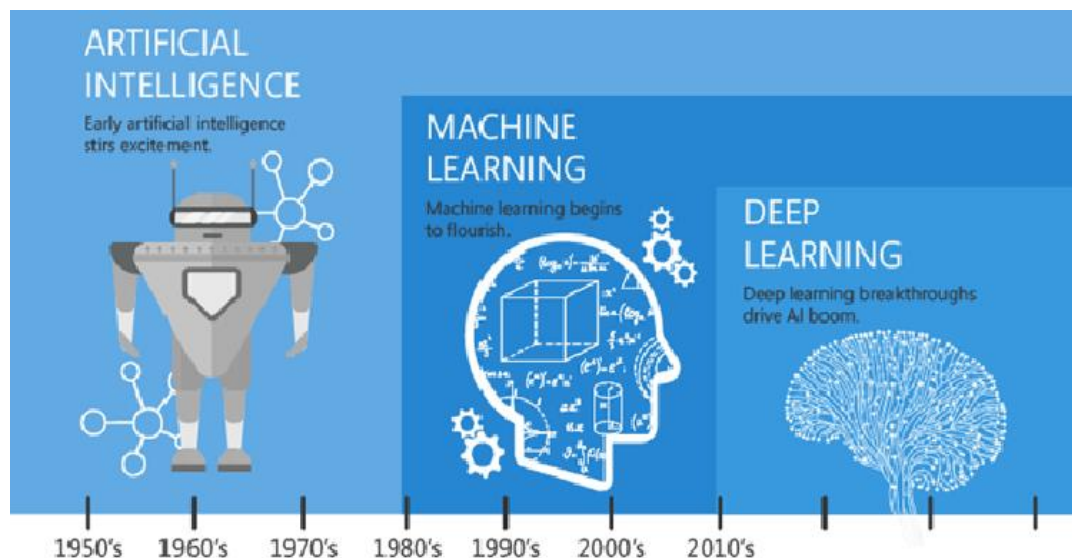 ARTIFICIAL
INTELLIGENCE
Early artificial intelligence
stirs excitement.
MACHINE
LEARNING
Machine learning begins
to flourish.
DEEP
LEARNING
Deep learning breakthroughs
drive AI boom.
1950's 1960's 1970's 1980's 1990's 2000's 2010's